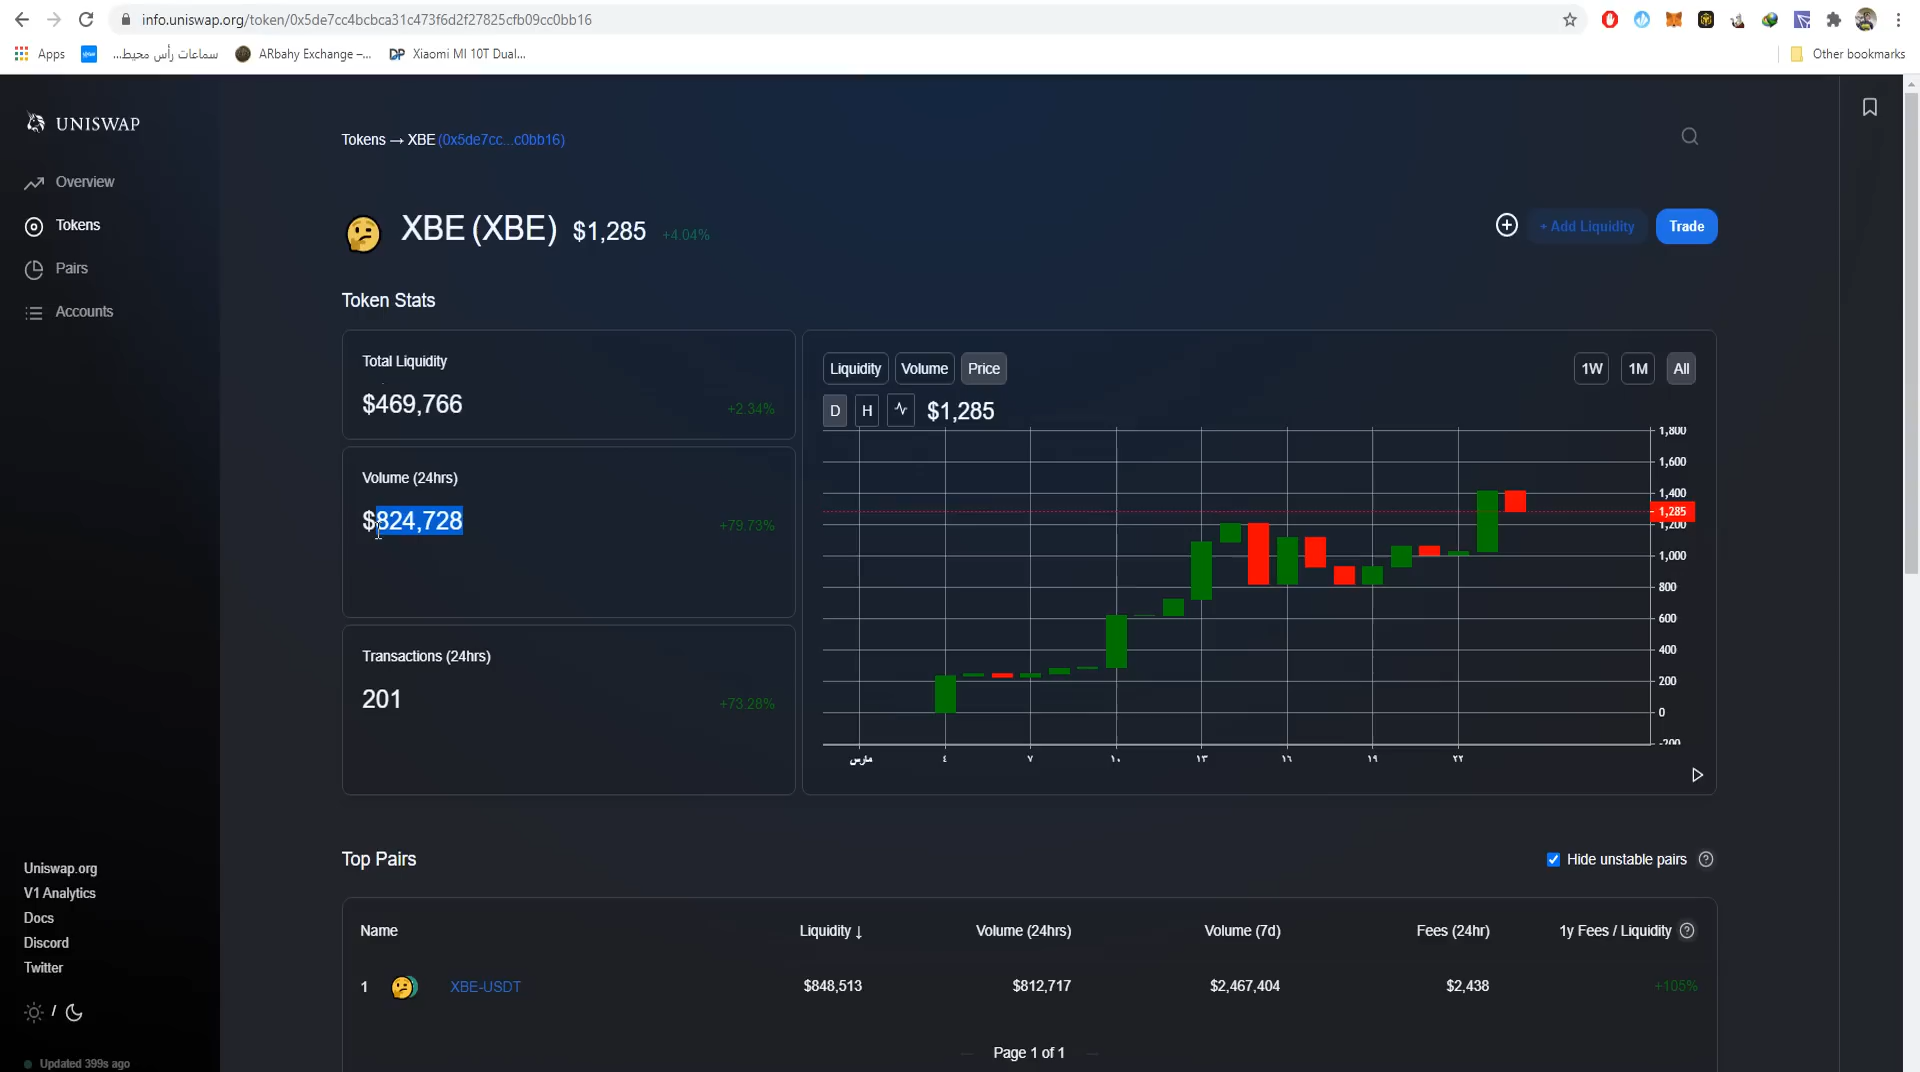 info.uniswap.org/token/0x5de7cc4bcbca31c473f6d2f27825cfb09cc0bb16
Apps
سماعات رأس محيط...
ARbahy Exchange –...
DP Xiaomi MI 10T Dual...
Other bookmarks
UNISWAP
Overview
Tokens
Pairs
Accounts
Tokens → XBE (0x5de7cc...c0bb16)
XBE (XBE) $1,285 +4.04%
+ Add Liquidity
Trade
Token Stats
Total Liquidity
$469,766 +2.34%
Volume (24hrs)
$824,728 +79.73%
Transactions (24hrs)
201 +73.28%
Liquidity Volume Price
1W 1M All
D H $1,285
1,800
1,600
1,400
1,285
1,200
1,000
800
600
400
200
0
-200
مارس ٤ ٧ ١٠ ١٣ ١٦ ١٩ ٢٢
Top Pairs
Hide unstable pairs ?
Name Liquidity ↓ Volume (24hrs) Volume (7d) Fees (24hr) 1y Fees / Liquidity ?
1 XBE-USDT $848,513 $812,717 $2,467,404 $2,438 +105%
Page 1 of 1
Uniswap.org
V1 Analytics
Docs
Discord
Twitter
/
Updated 399s ago